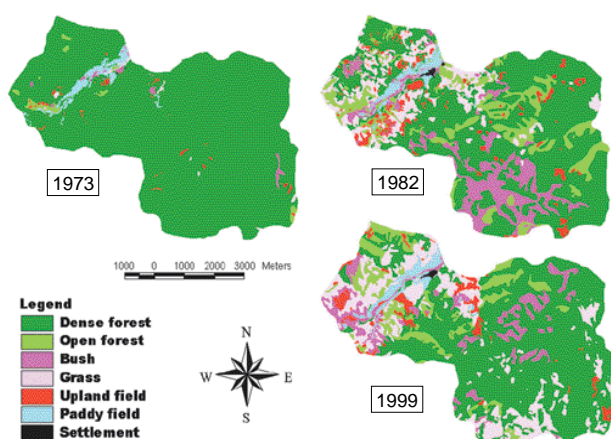 1973
1982
1000 0 1000 2000 3000 Meters
Legend
Dense forest
Open forest
Bush
Grass
Upland field
Paddy field
Settlement
N
W E
S
1999